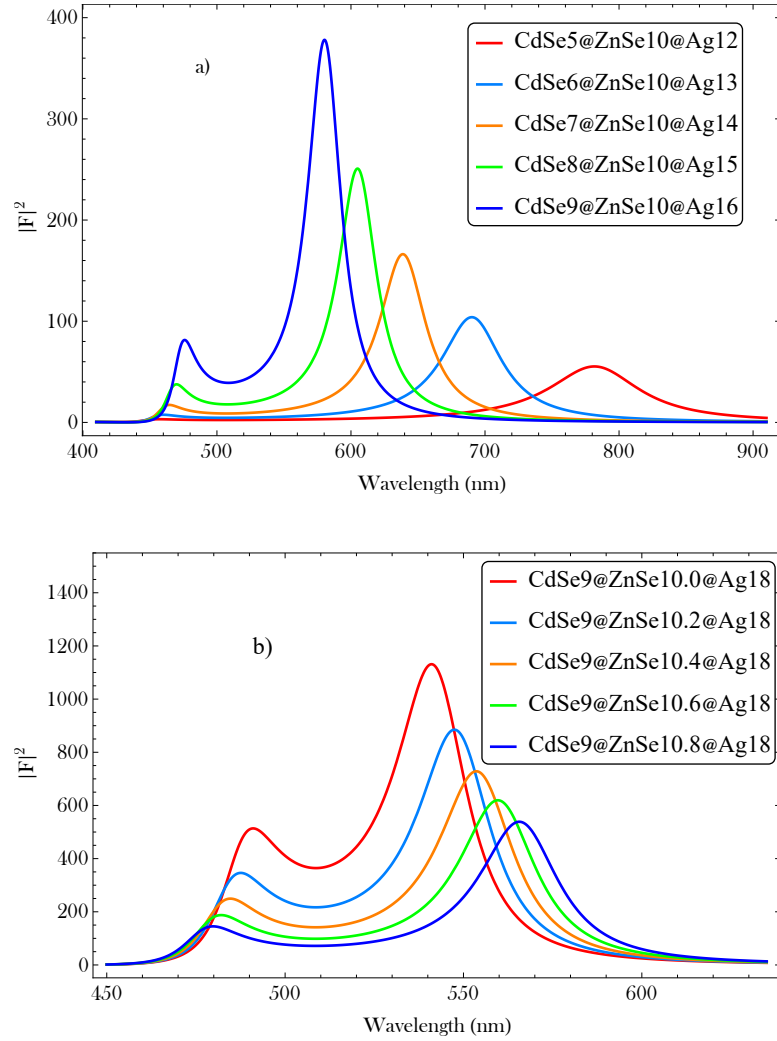 a)
CdSe5@ZnSe10@Ag12
CdSe6@ZnSe10@Ag13
CdSe7@ZnSe10@Ag14
CdSe8@ZnSe10@Ag15
CdSe9@ZnSe10@Ag16
|F|²
400
300
200
100
0
400 500 600 700 800 900
Wavelength (nm)
b)
CdSe9@ZnSe10.0@Ag18
CdSe9@ZnSe10.2@Ag18
CdSe9@ZnSe10.4@Ag18
CdSe9@ZnSe10.6@Ag18
CdSe9@ZnSe10.8@Ag18
|F|²
1400
1200
1000
800
600
400
200
0
450 500 550 600
Wavelength (nm)